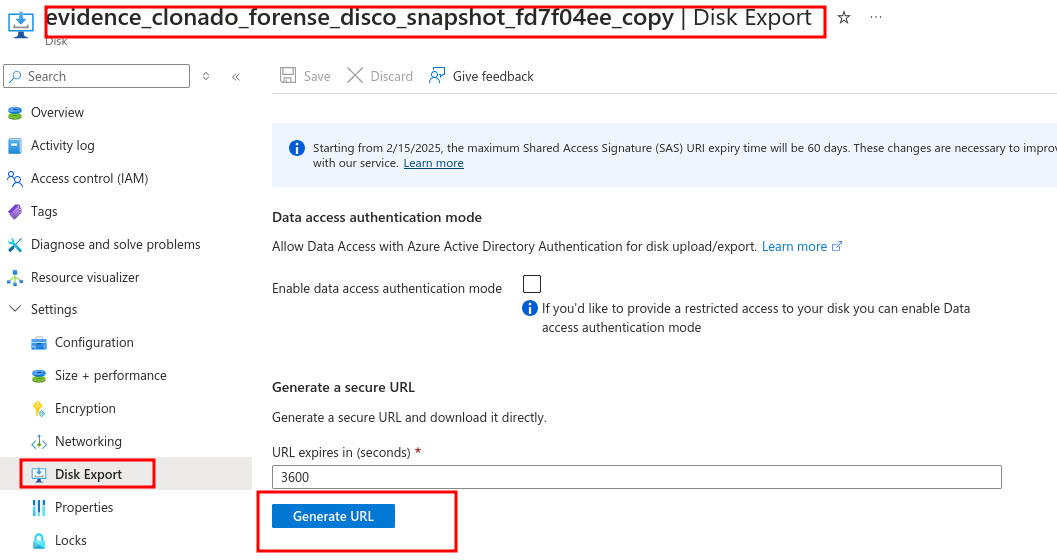 evidence_clonado_forense_disco_snapshot_fd7f04ee_copy | Disk Export
Disk
Search
Save
Discard
Give feedback
Overview
Activity log
Access control (IAM)
Tags
Diagnose and solve problems
Resource visualizer
Settings
Configuration
Size + performance
Encryption
Networking
Disk Export
Properties
Locks
Starting from 2/15/2025, the maximum Shared Access Signature (SAS) URI expiry time will be 60 days. These changes are necessary to improv
with our service. Learn more
Data access authentication mode
Allow Data Access with Azure Active Directory Authentication for disk upload/export. Learn more
Enable data access authentication mode
If you'd like to provide a restricted access to your disk you can enable Data
access authentication mode
Generate a secure URL
Generate a secure URL and download it directly.
URL expires in (seconds) *
3600
Generate URL